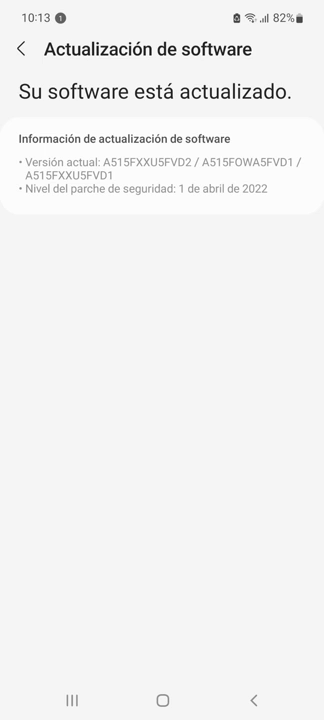 10:13 1 82%
Actualización de software
Su software está actualizado.
Información de actualización de software
• Versión actual: A515FXXU5FVD2 / A515FOWA5FVD1 /
A515FXXU5FVD1
• Nivel del parche de seguridad: 1 de abril de 2022